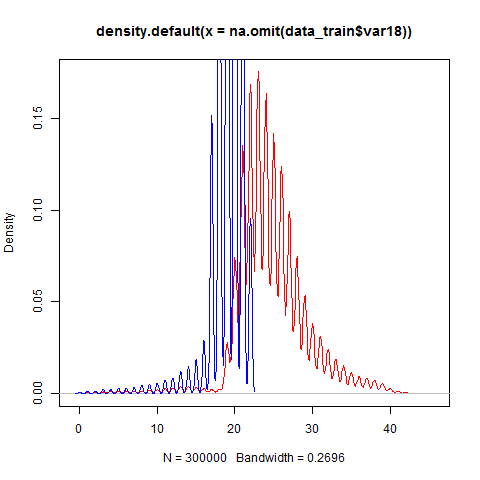 density.default(x = na.omit(data_train$var18))
Density
0.15
0.10
0.05
0.00
0 10 20 30 40
N = 300000 Bandwidth = 0.2696